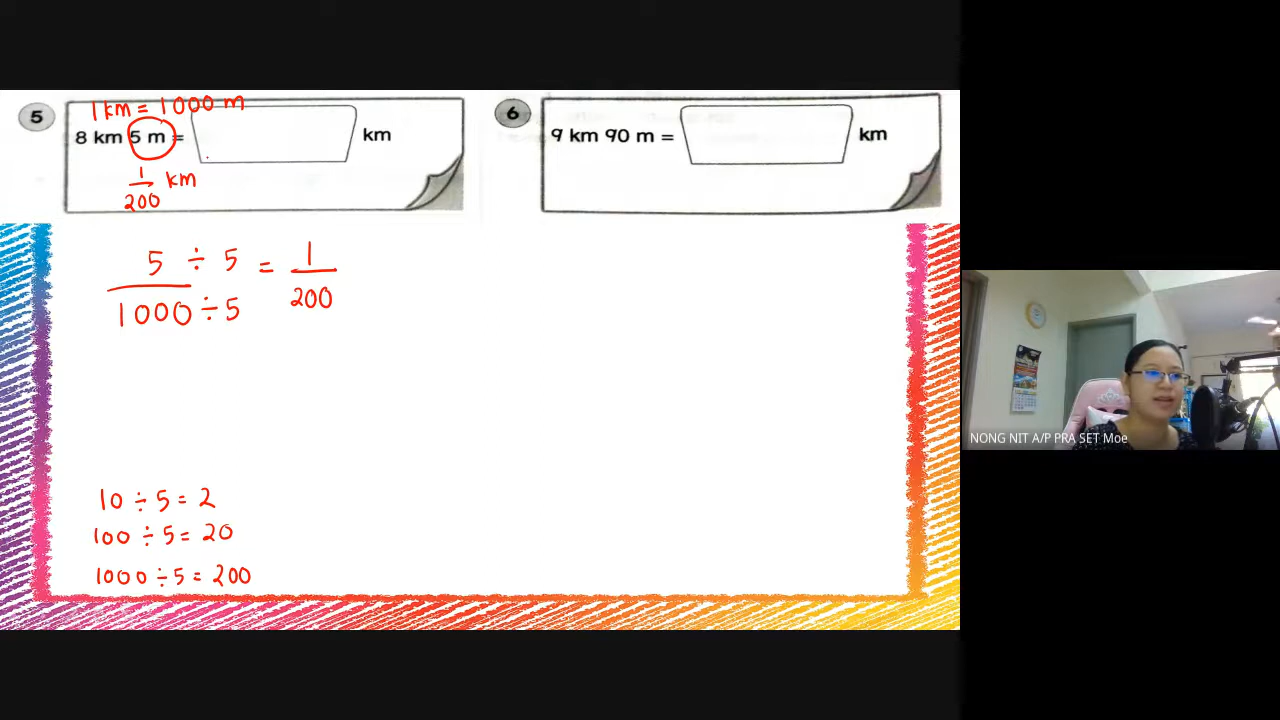 5
1 km = 1000 m
8 km 5 m = km
1/200 km
6
9 km 90 m = km
5 ÷ 5 = 1
1000 ÷ 5 200
10 ÷ 5 = 2
100 ÷ 5 = 20
1000 ÷ 5 = 200
NONG NIT A/P PRA SET Moe